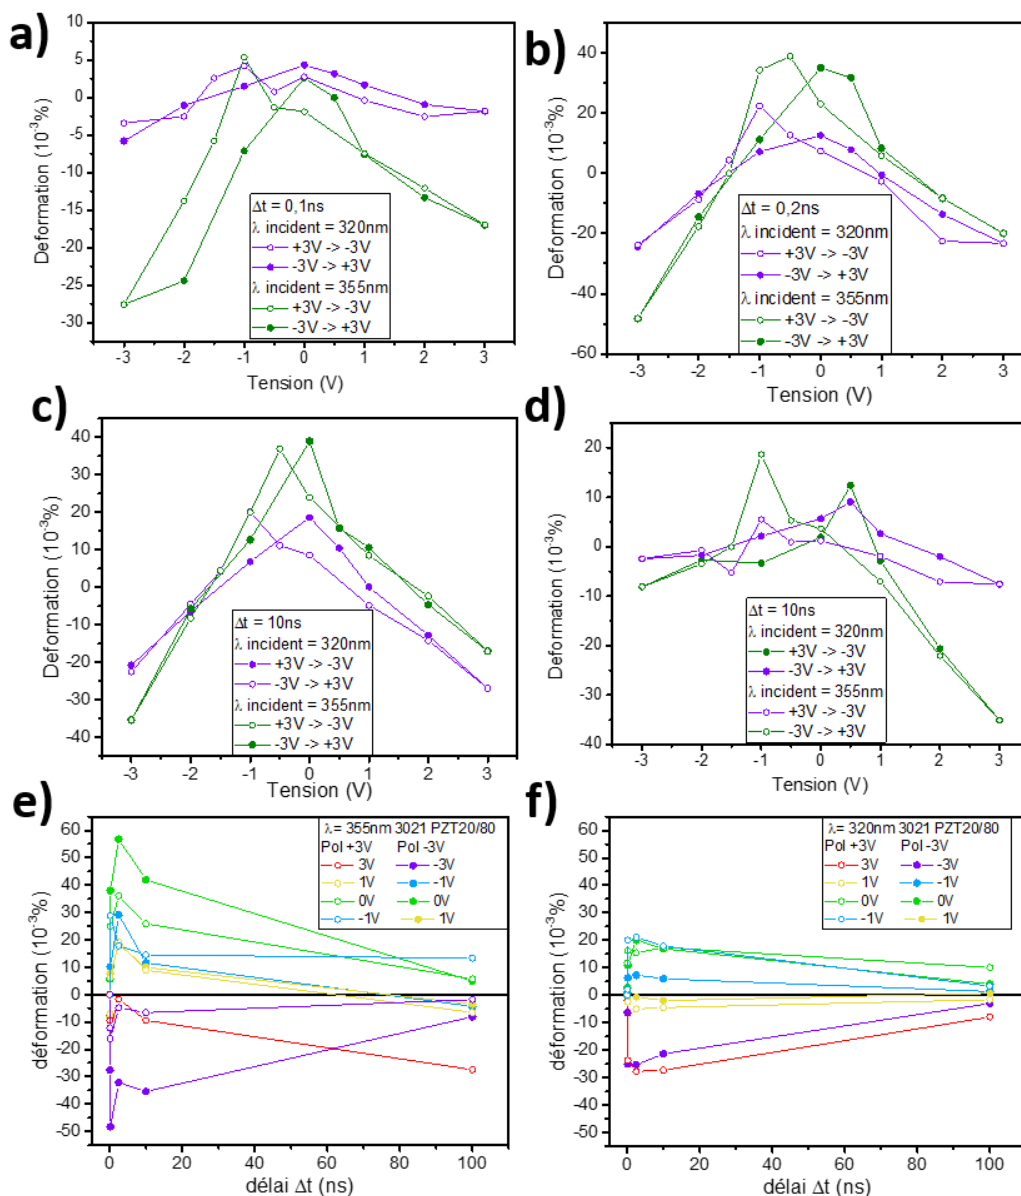 a)
10
5
0
-5
-10
-15
-20
-25
-30
Deformation (10⁻³%)
Δt = 0,1ns
λ incident = 320nm
+3V -> -3V
-3V -> +3V
λ incident = 355nm
+3V -> -3V
-3V -> +3V
-3 -2 -1 0 1 2 3
Tension (V)
b)
40
20
0
-20
-40
-60
Deformation (10⁻³%)
Δt = 0,2ns
λ incident = 320nm
+3V -> -3V
-3V -> +3V
λ incident = 355nm
+3V -> -3V
-3V -> +3V
-3 -2 -1 0 1 2 3
Tension (V)
c)
40
30
20
10
0
-10
-20
-30
-40
Deformation (10⁻³%)
Δt = 10ns
λ incident = 320nm
+3V -> -3V
-3V -> +3V
λ incident = 355nm
+3V -> -3V
-3V -> +3V
-3 -2 -1 0 1 2 3
Tension (V)
d)
20
10
0
-10
-20
-30
-40
Deformation (10⁻³%)
Δt = 10ns
λ incident = 320nm
+3V -> -3V
-3V -> +3V
λ incident = 355nm
+3V -> -3V
-3V -> +3V
-3 -2 -1 0 1 2 3
Tension (V)
e)
60
50
40
30
20
10
0
-10
-20
-30
-40
-50
déformation (10⁻³%)
λ= 355nm 3021 PZT20/80
Pol +3V Pol -3V
3V -3V
1V -1V
0V 0V
-1V 1V
0 20 40 60 80 100
délai Δt (ns)
f)
60
50
40
30
20
10
0
-10
-20
-30
-40
-50
déformation (10⁻³%)
λ= 320nm 3021 PZT20/80
Pol +3V Pol -3V
3V -3V
1V -1V
0V 0V
-1V 1V
0 20 40 60 80 100
délai Δt (ns)